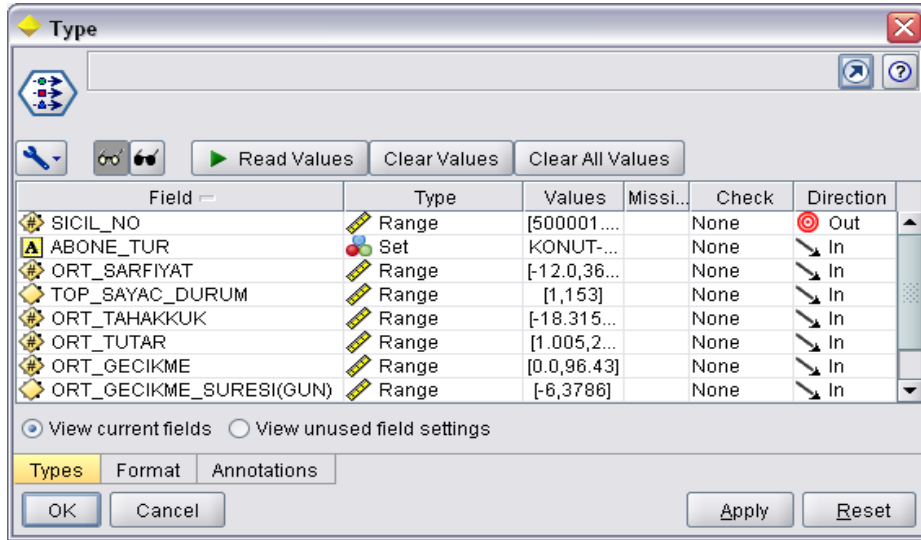 Type
Read Values Clear Values Clear All Values
Field Type Values Missi... Check Direction
SICIL_NO Range [500001.... None Out
A ABONE_TUR Set KONUT-... None In
ORT_SARFIYAT Range [-12.0,36... None In
TOP_SAYAC_DURUM Range [1,153] None In
ORT_TAHAKKUK Range [-18.315... None In
ORT_TUTAR Range [1.005,2... None In
ORT_GECIKME Range [0.0,96.43] None In
ORT_GECIKME_SURESI(GUN) Range [-6,3786] None In
View current fields View unused field settings
Types Format Annotations
OK Cancel Apply Reset